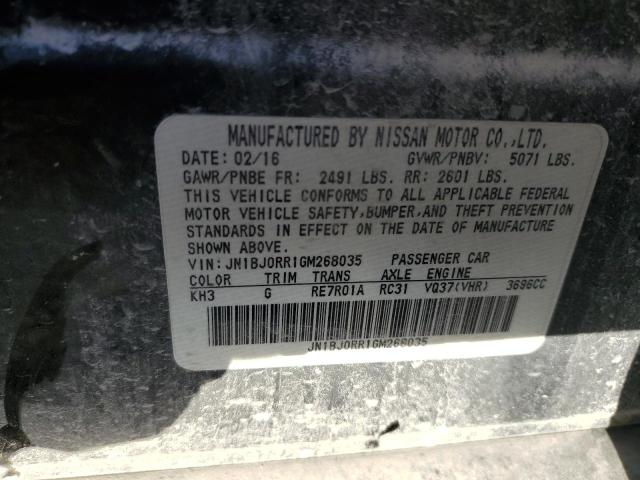 MANUFACTURED BY NISSAN MOTOR CO.,LTD.
DATE: 02/16 GVWR/PNBV: 5071 LBS.
GAWR/PNBE FR: 2491 LBS. RR: 2601 LBS.
THIS VEHICLE CONFORMS TO ALL APPLICABLE FEDERAL
MOTOR VEHICLE SAFETY,BUMPER,AND THEFT PREVENTION
STANDARDS IN EFFECT ON THE DATE OF MANUFACTURE
SHOWN ABOVE.
VIN: JN1BJ0RR1GM268035 PASSENGER CAR
COLOR TRIM TRANS AXLE ENGINE
KH3 G RE7R01A RC31 VQ37(VHR) 3696CC
JN1BJ0RR1GM268035